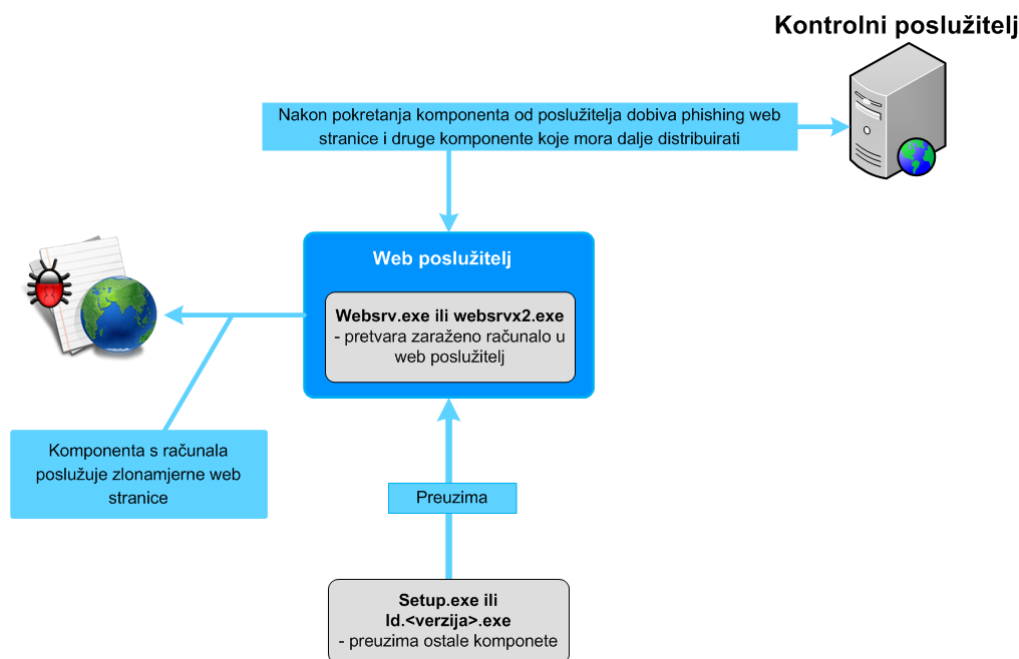 Kontrolni poslužitelj
Nakon pokretanja komponenta od poslužitelja dobiva phishing web
stranice i druge komponente koje mora dalje distribuirati
Web poslužitelj
Websrv.exe ili websrvx2.exe
- pretvara zaraženo računalo u
web poslužitelj
Komponenta s računala
poslužuje zlonamjerne web
stranice
Preuzima
Setup.exe ili
ld.<verzija>.exe
- preuzima ostale komponete